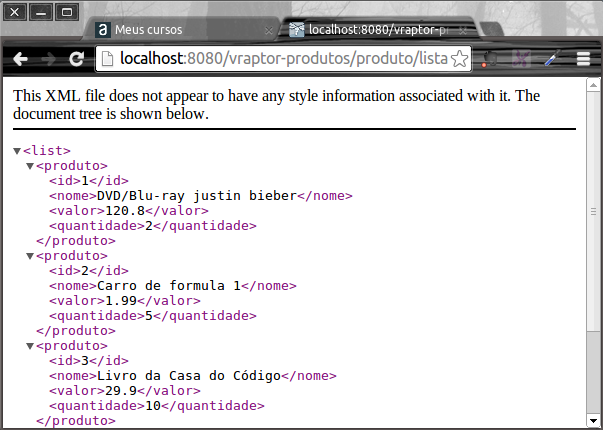 Meus cursos
localhost:8080/vraptor-p
localhost:8080/vraptor-produtos/produto/lista
This XML file does not appear to have any style information associated with it. The
document tree is shown below.
▼<list>
▼<produto>
<id>1</id>
<nome>DVD/Blu-ray justin bieber</nome>
<valor>120.8</valor>
<quantidade>2</quantidade>
</produto>
▼<produto>
<id>2</id>
<nome>Carro de formula 1</nome>
<valor>1.99</valor>
<quantidade>5</quantidade>
</produto>
▼<produto>
<id>3</id>
<nome>Livro da Casa do Código</nome>
<valor>29.9</valor>
<quantidade>10</quantidade>
</produto>